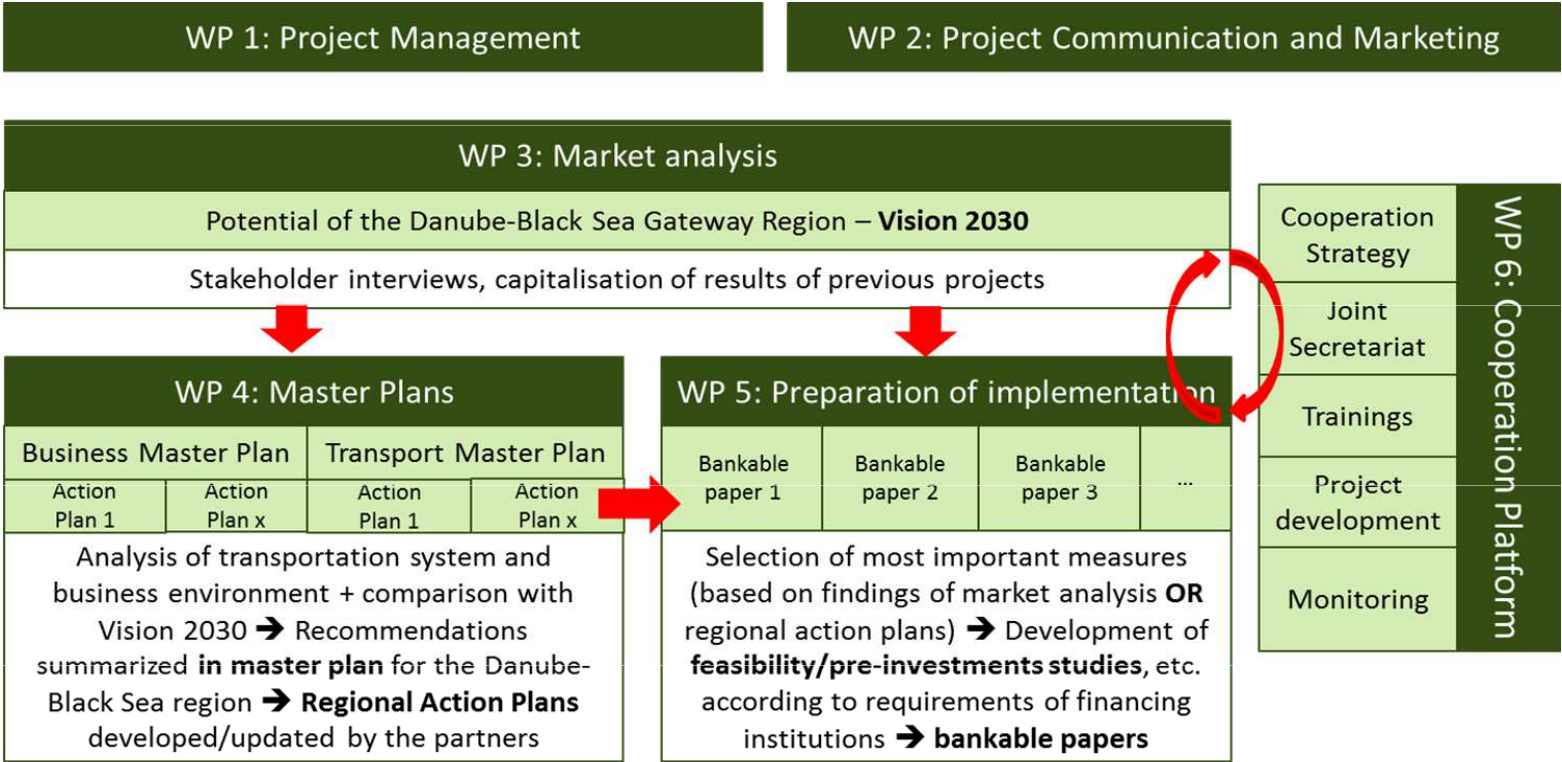 WP 1: Project Management
WP 2: Project Communication and Marketing
WP 3: Market analysis
Potential of the Danube-Black Sea Gateway Region – Vision 2030
Stakeholder interviews, capitalisation of results of previous projects
WP 4: Master Plans
Business Master Plan
Transport Master Plan
Action
Plan 1
Action
Plan x
Action
Plan 1
Action
Plan x
Analysis of transportation system and
business environment + comparison with
Vision 2030 ➔ Recommendations
summarized in master plan for the Danube-
Black Sea region ➔ Regional Action Plans
developed/updated by the partners
WP 5: Preparation of implementation
Bankable
paper 1
Bankable
paper 2
Bankable
paper 3
...
Selection of most important measures
(based on findings of market analysis OR
regional action plans) ➔ Development of
feasibility/pre-investments studies, etc.
according to requirements of financing
institutions ➔ bankable papers
Cooperation
Strategy
Joint
Secretariat
Trainings
Project
development
Monitoring
WP 6: Cooperation Platform